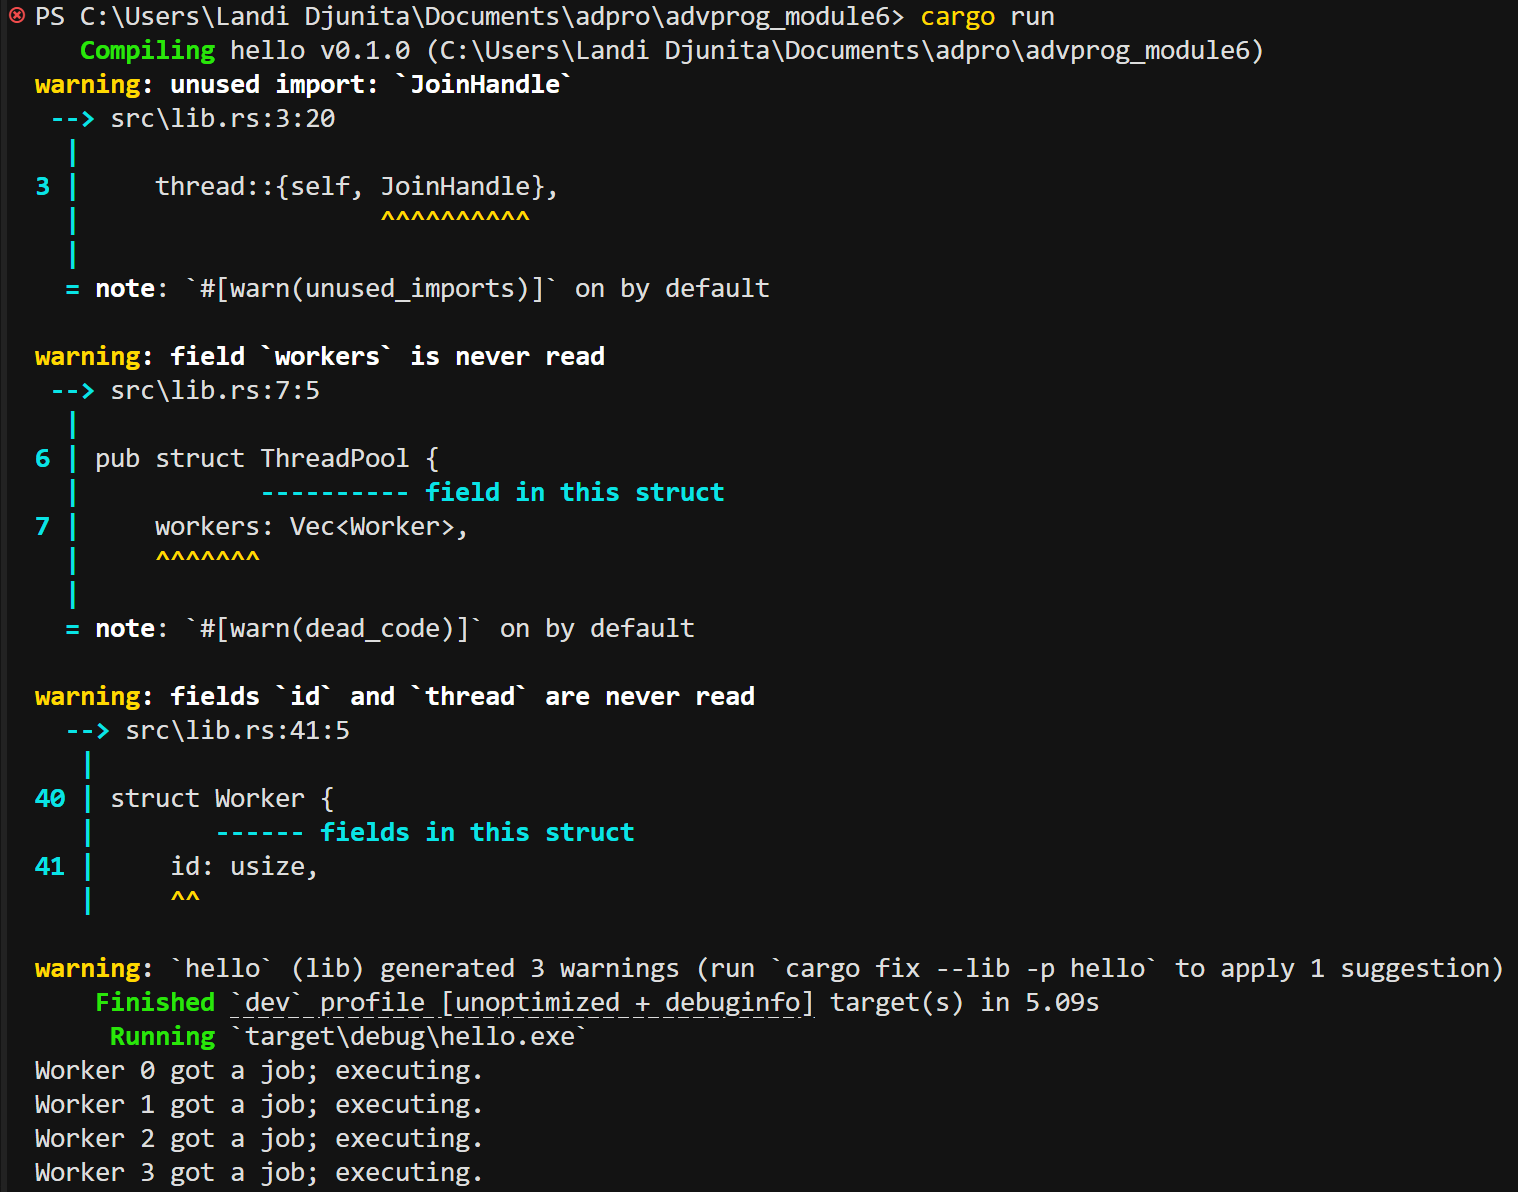 PS C:\Users\Landi Djunita\Documents\adpro\advprog_module6> cargo run
   Compiling hello v0.1.0 (C:\Users\Landi Djunita\Documents\adpro\advprog_module6)
warning: unused import: `JoinHandle`
 --> src\lib.rs:3:20
  |
3 |     thread::{self, JoinHandle},
  |                    ^^^^^^^^^^
  |
  = note: `#[warn(unused_imports)]` on by default

warning: field `workers` is never read
 --> src\lib.rs:7:5
  |
6 | pub struct ThreadPool {
  |            ---------- field in this struct
7 |     workers: Vec<Worker>,
  |     ^^^^^^^
  |
  = note: `#[warn(dead_code)]` on by default

warning: fields `id` and `thread` are never read
  --> src\lib.rs:41:5
   |
40 | struct Worker {
   |        ------ fields in this struct
41 |     id: usize,
   |     ^^

warning: `hello` (lib) generated 3 warnings (run `cargo fix --lib -p hello` to apply 1 suggestion)
    Finished `dev` profile [unoptimized + debuginfo] target(s) in 5.09s
     Running `target\debug\hello.exe`
Worker 0 got a job; executing.
Worker 1 got a job; executing.
Worker 2 got a job; executing.
Worker 3 got a job; executing.